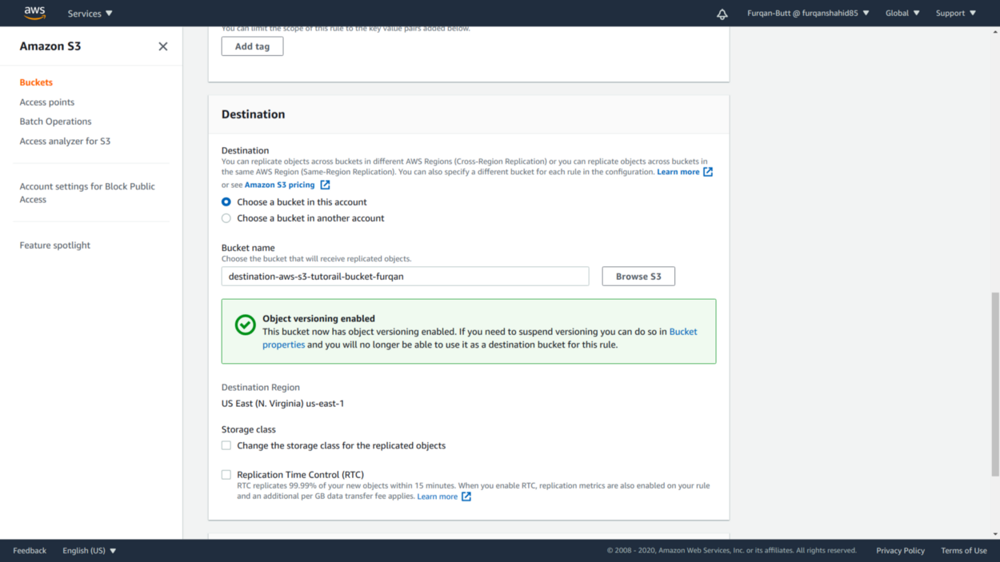 aws
Services
Furqan-Butt @ furqanshahid85
Global
Support
Amazon S3
Buckets
Access points
Batch Operations
Access analyzer for S3
Account settings for Block Public
Access
Feature spotlight
You can limit the scope of this rule to the key value pairs added below.
Add tag
Destination
Destination
You can replicate objects across buckets in different AWS Regions (Cross-Region Replication) or you can replicate objects across buckets in
the same AWS Region (Same-Region Replication). You can also specify a different bucket for each rule in the configuration. Learn more
or see Amazon S3 pricing
Choose a bucket in this account
Choose a bucket in another account
Bucket name
Choose the bucket that will receive replicated objects.
destination-aws-s3-tutorail-bucket-furqan
Browse S3
Object versioning enabled
This bucket now has object versioning enabled. If you need to suspend versioning you can do so in Bucket
properties and you will no longer be able to use it as a destination bucket for this rule.
Destination Region
US East (N. Virginia) us-east-1
Storage class
Change the storage class for the replicated objects
Replication Time Control (RTC)
RTC replicates 99.99% of your new objects within 15 minutes. When you enable RTC, replication metrics are also enabled on your rule
and an additional per GB data transfer fee applies. Learn more
Feedback
English (US)
© 2008 - 2020, Amazon Web Services, Inc. or its affiliates. All rights reserved.
Privacy Policy
Terms of Use